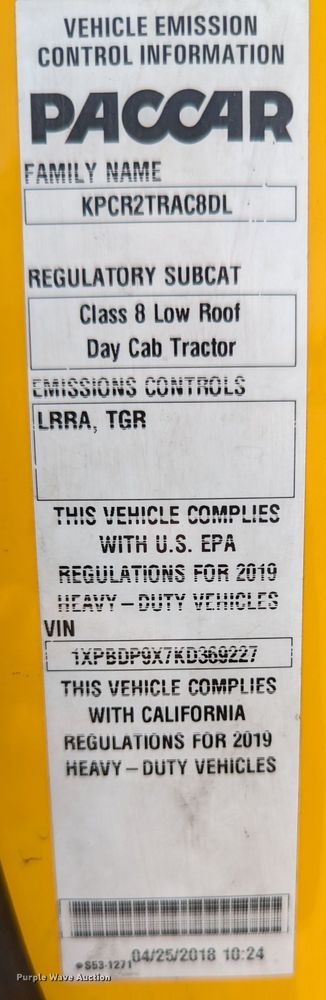 VEHICLE EMISSION
CONTROL INFORMATION
PACCAR
FAMILY NAME
KPCR2TRAC8DL
REGULATORY SUBCAT
Class 8 Low Roof
Day Cab Tractor
EMISSIONS CONTROLS
LRRA, TGR
THIS VEHICLE COMPLIES
WITH U.S. EPA
REGULATIONS FOR 2019
HEAVY-DUTY VEHICLES
VIN
1XPBDP9X7KD369227
THIS VEHICLE COMPLIES
WITH CALIFORNIA
REGULATIONS FOR 2019
HEAVY-DUTY VEHICLES
S53-1271 04/25/2018 10:24
Purple Wave Auction